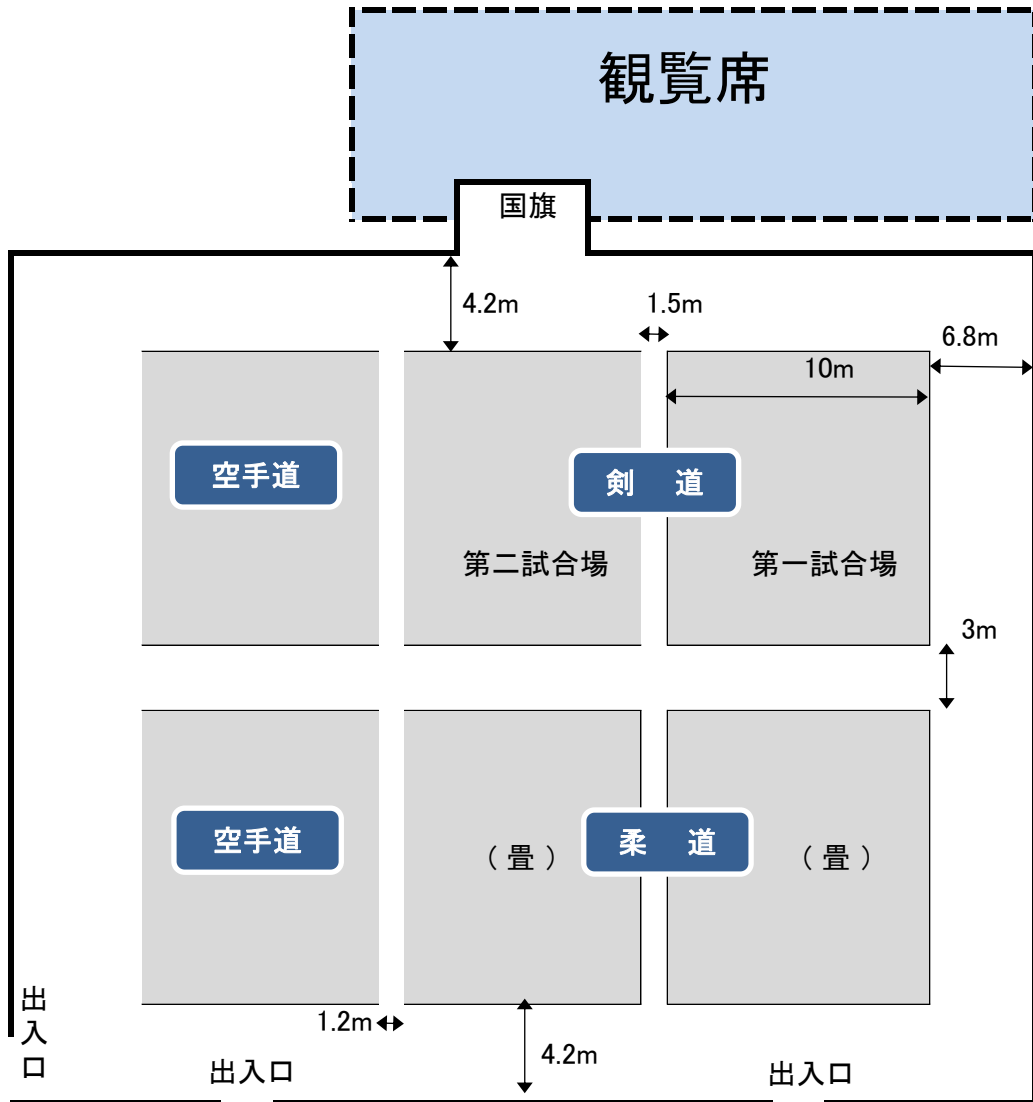 観覧席
国旗
4.2m
1.5m
6.8m
10m
空手道
剣 道
第二試合場
第一試合場
3m
空手道
柔 道
(畳)
(畳)
出入口
1.2m
4.2m
出入口
出入口